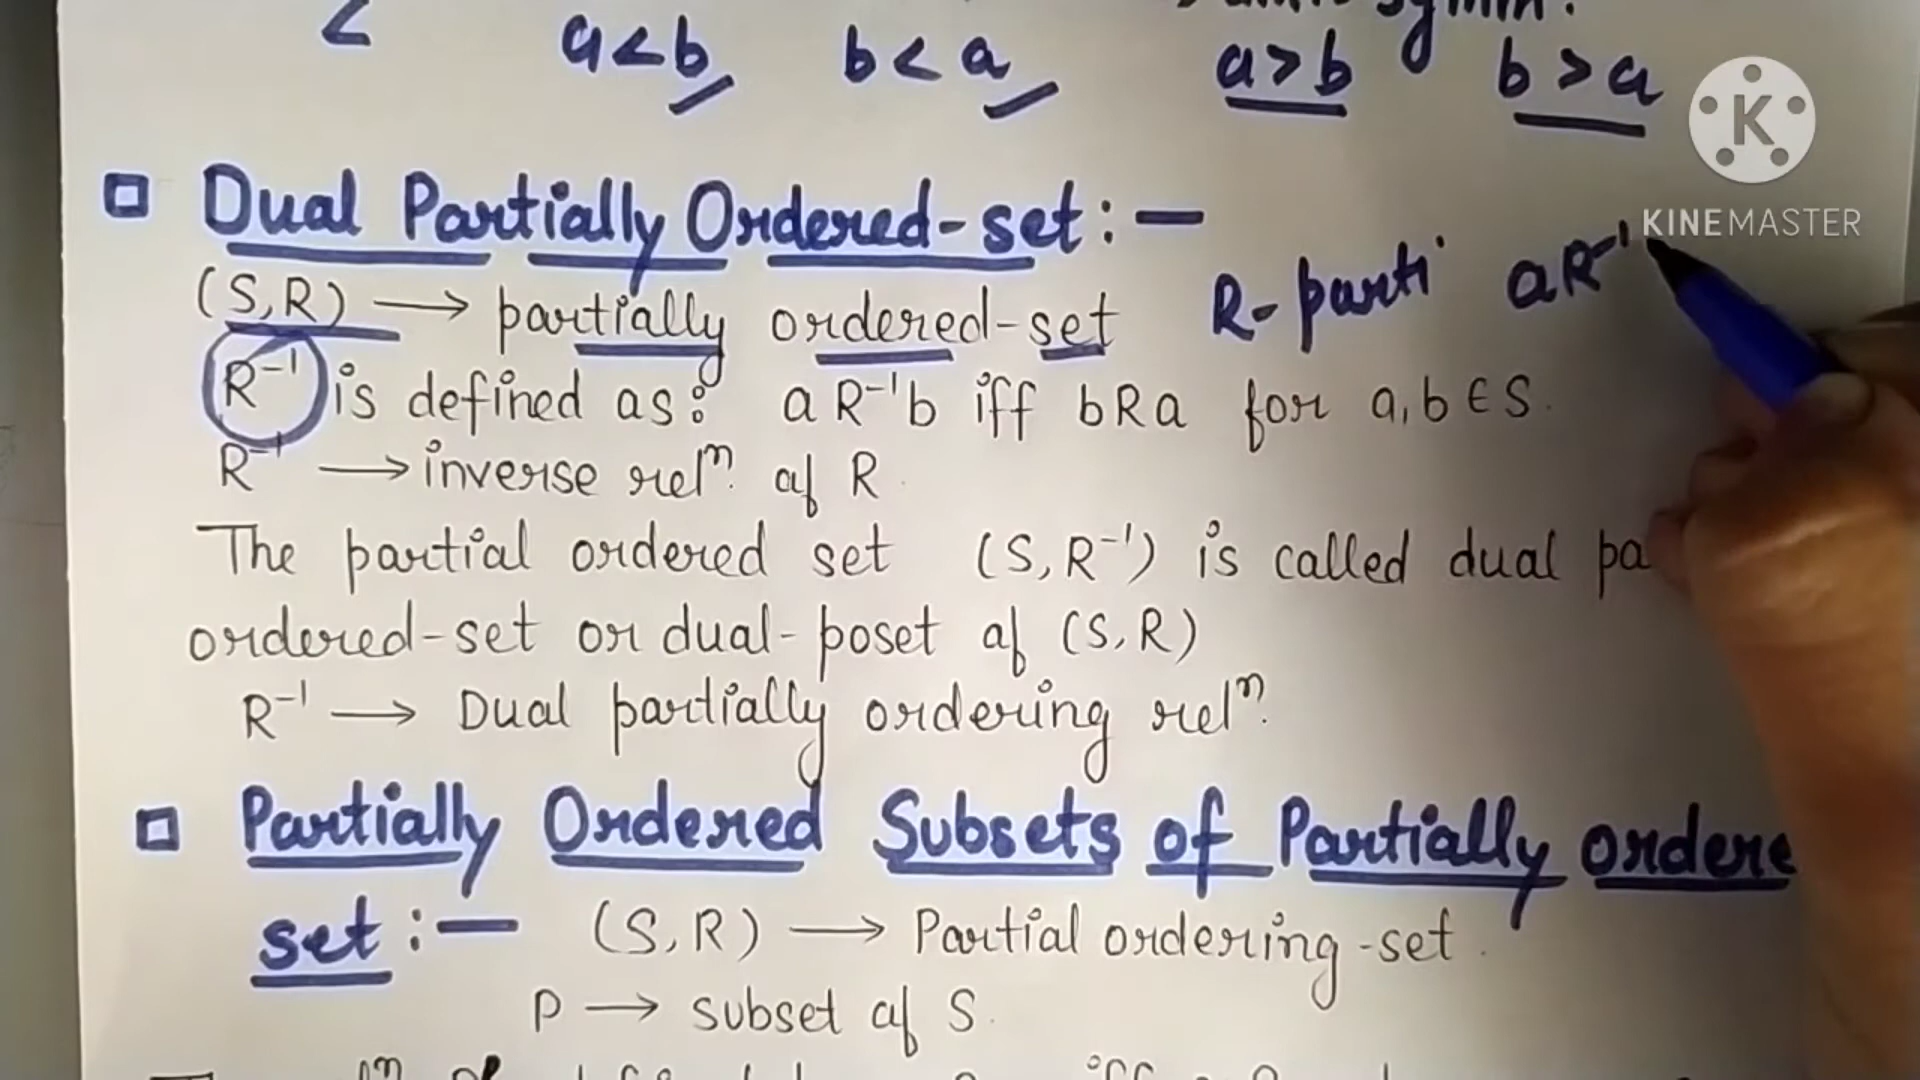 symm.
< a<b, b<a, a>b b>a
KINEMASTER
Dual Partially Ordered-set :-
(S,R) → partially ordered-set R- parti aR⁻¹
R⁻¹ is defined as: a R⁻¹b iff bRa for a,b ∈ S.
R⁻¹ → inverse relⁿ. of R
The partial ordered set (S,R⁻¹) is called dual pa
ordered-set or dual-poset of (S,R)
R⁻¹ → Dual partially ordering relⁿ.
Partially Ordered Subsets of Partially ordere
set :- (S,R) → Partial ordering-set.
P → subset of S.